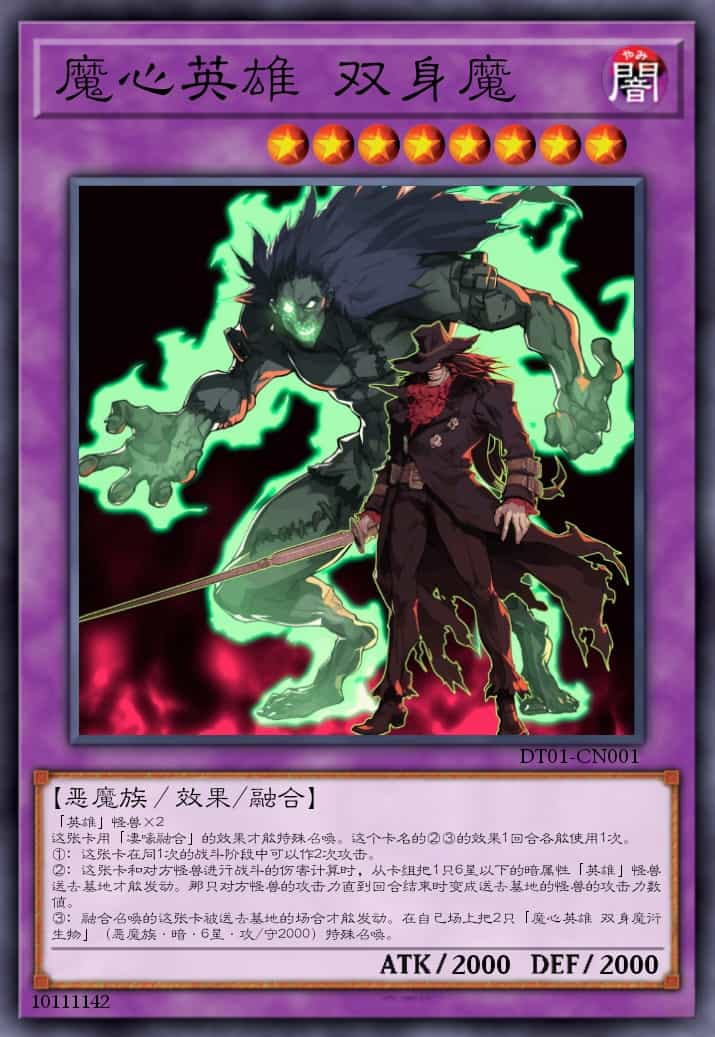 魔心英雄 双身魔
やみ
闇
DT01-CN001
【恶魔族/效果/融合】
「英雄」怪兽×2
这张卡用「凄嚎融合」的效果才能特殊召唤。这个卡名的②③的效果1回合各能使用1次。
①：这张卡在同1次的战斗阶段中可以作2次攻击。
②：这张卡和对方怪兽进行战斗的伤害计算时，从卡组把1只6星以下的暗属性「英雄」怪兽
送去墓地才能发动。那只对方怪兽的攻击力直到回合结束时变成送去墓地的怪兽的攻击力数
值。
③：融合召唤的这张卡被送去墓地的场合才能发动。在自己场上把2只「魔心英雄 双身魔衍
生物」（恶魔族·暗·6星·攻/守2000）特殊召唤。
ATK/2000 DEF/2000
10111142